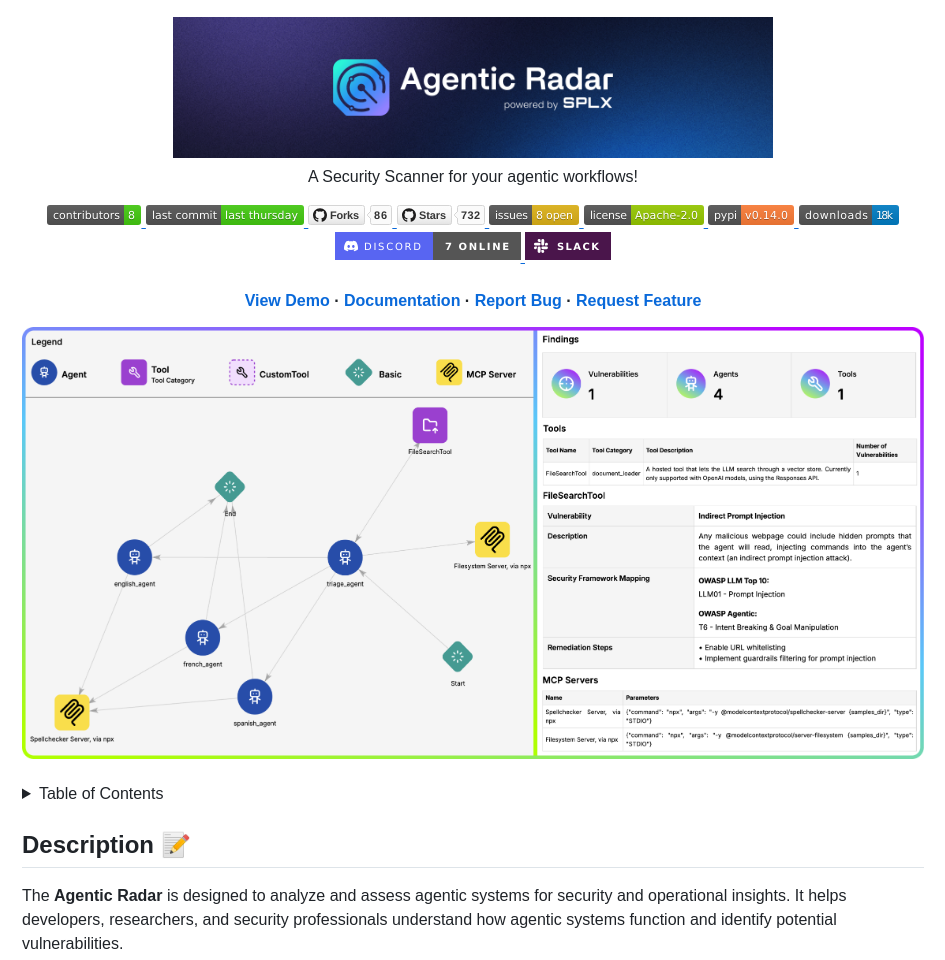 Agentic Radar
powered by SPLX
A Security Scanner for your agentic workflows!
contributors 8 last commit last thursday Forks 86 Stars 732 issues 8 open license Apache-2.0 pypi v0.14.0 downloads 18k
DISCORD 7 ONLINE SLACK
View Demo · Documentation · Report Bug · Request Feature
Legend
Agent
Tool
Tool Category
CustomTool
Basic
MCP Server
FileSearchTool
End
english_agent
triage_agent
Filesystem Server, via npx
french_agent
Start
spanish_agent
Spellchecker Server, via npx
Findings
Vulnerabilities
1
Agents
4
Tools
1
Tools
Tool Name Tool Category Tool Description Number of
Vulnerabilities
FileSearchTool document_loader A hosted tool that lets the LLM search through a vector store. Currently 1
only supported with OpenAI models, using the Responses API.
FileSearchTool
Vulnerability Indirect Prompt Injection
Description Any malicious webpage could include hidden prompts that
the agent will read, injecting commands into the agent's
context (an indirect prompt injection attack).
Security Framework Mapping OWASP LLM Top 10:
LLM01 - Prompt Injection
OWASP Agentic:
T6 - Intent Breaking & Goal Manipulation
Remediation Steps • Enable URL whitelisting
• Implement guardrails filtering for prompt injection
MCP Servers
Name Parameters
Spellchecker Server, via {"command": "npx", "args": "-y @modelcontextprotocol/spellchecker-server {samples_dir}", "type":
npx "STDIO"}
Filesystem Server, via npx {"command": "npx", "args": "-y @modelcontextprotocol/server-filesystem {samples_dir}", "type":
"STDIO"}
Table of Contents
Description 📝
The Agentic Radar is designed to analyze and assess agentic systems for security and operational insights. It helps
developers, researchers, and security professionals understand how agentic systems function and identify potential
vulnerabilities.